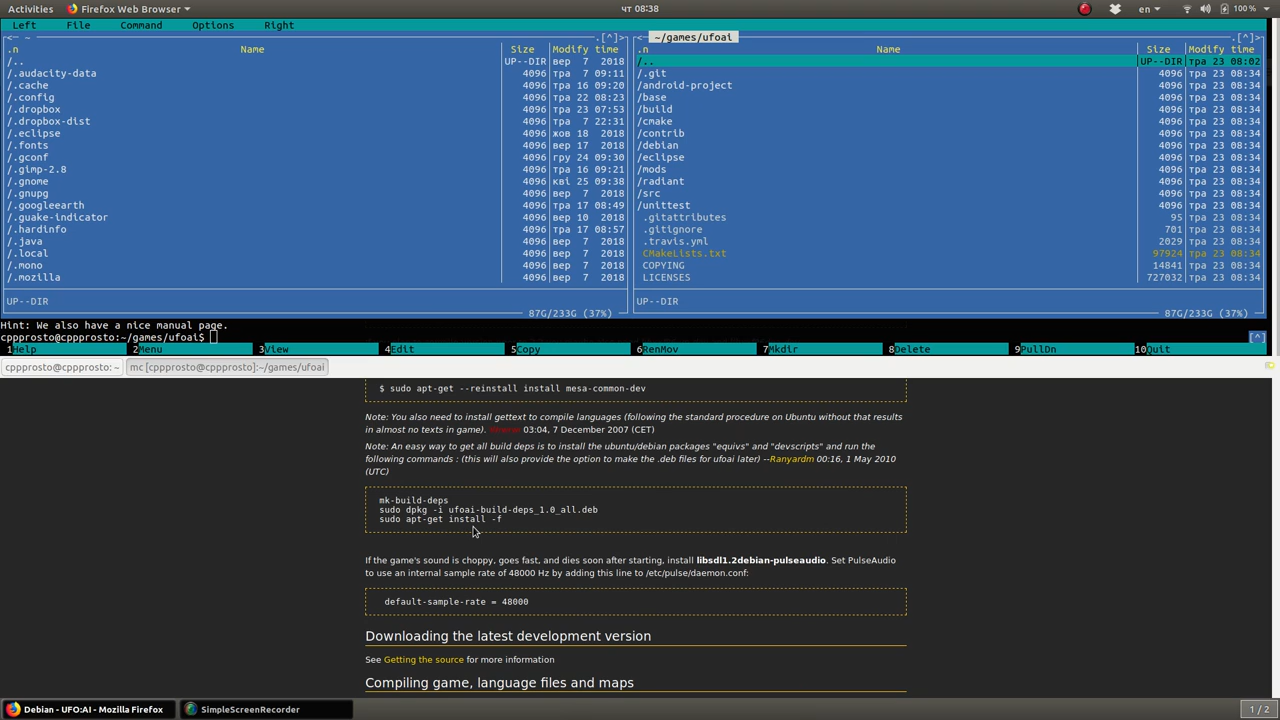 Activities Firefox Web Browser чт 08:38 en 100 %
Left File Command Options Right
<─ ~ .[^]> <─ ~/games/ufoai .[^]>
.n Name Size Modify time .n Name Size Modify time
/.. UP--DIR вер 7 2018 /.. UP--DIR тра 23 08:02
/.audacity-data 4096 тра 7 09:11 /.git 4096 тра 23 08:34
/.cache 4096 тра 16 09:20 /android-project 4096 тра 23 08:34
/.config 4096 тра 22 08:23 /base 4096 тра 23 08:34
/.dropbox 4096 тра 23 07:53 /build 4096 тра 23 08:34
/.dropbox-dist 4096 тра 7 22:31 /cmake 4096 тра 23 08:34
/.eclipse 4096 жов 18 2018 /contrib 4096 тра 23 08:34
/.fonts 4096 вер 17 2018 /debian 4096 тра 23 08:34
/.gconf 4096 гру 24 09:30 /eclipse 4096 тра 23 08:34
/.gimp-2.8 4096 тра 16 09:21 /mods 4096 тра 23 08:34
/.gnome 4096 кві 25 09:38 /radiant 4096 тра 23 08:34
/.gnupg 4096 вер 7 2018 /src 4096 тра 23 08:34
/.googleearth 4096 тра 17 08:49 /unittest 4096 тра 23 08:34
/.guake-indicator 4096 вер 10 2018 .gitattributes 95 тра 23 08:34
/.hardinfo 4096 тра 17 08:57 .gitignore 701 тра 23 08:34
/.java 4096 вер 7 2018 .travis.yml 2029 тра 23 08:34
/.local 4096 вер 7 2018 CMakeLists.txt 97924 тра 23 08:34
/.mono 4096 вер 7 2018 COPYING 14841 тра 23 08:34
/.mozilla 4096 вер 7 2018 LICENSES 727032 тра 23 08:34
UP--DIR UP--DIR
87G/233G (37%) 87G/233G (37%)
Hint: We also have a nice manual page.
cppprosto@cppprosto:~/games/ufoai$ [^]
1Help 2Menu 3View 4Edit 5Copy 6RenMov 7Mkdir 8Delete 9PullDn 10Quit
cppprosto@cppprosto: ~ mc [cppprosto@cppprosto]:~/games/ufoai
$ sudo apt-get --reinstall install mesa-common-dev
Note: You also need to install gettext to compile languages (following the standard procedure on Ubuntu without that results
in almost no texts in game). 03:04, 7 December 2007 (CET)
Note: An easy way to get all build deps is to install the ubuntu/debian packages "equivs" and "devscripts" and run the
following commands : (this will also provide the option to make the .deb files for ufoai later) --Ranyardm 00:16, 1 May 2010
(UTC)
mk-build-deps
sudo dpkg -i ufoai-build-deps_1.0_all.deb
sudo apt-get install -f
If the game's sound is choppy, goes fast, and dies soon after starting, install libsdl1.2debian-pulseaudio. Set PulseAudio
to use an internal sample rate of 48000 Hz by adding this line to /etc/pulse/daemon.conf:
default-sample-rate = 48000
Downloading the latest development version
See Getting the source for more information
Compiling game, language files and maps
Debian - UFO:AI - Mozilla Firefox SimpleScreenRecorder 1 / 2